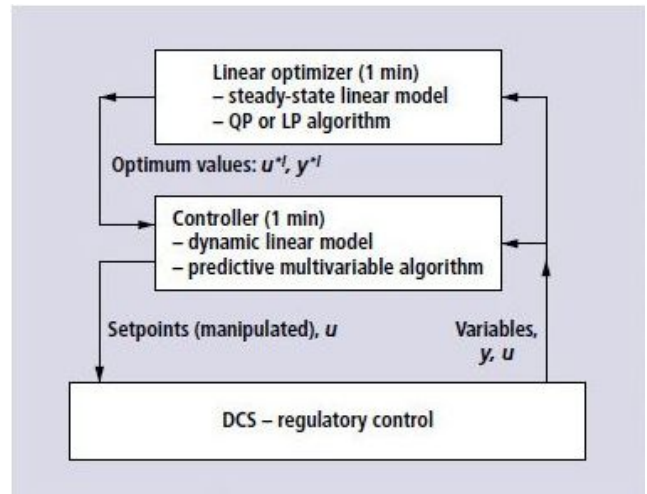 Linear optimizer (1 min)
– steady-state linear model
– QP or LP algorithm
Optimum values: u*l, y*l
Controller (1 min)
– dynamic linear model
– predictive multivariable algorithm
Setpoints (manipulated), u
Variables,
y, u
DCS – regulatory control